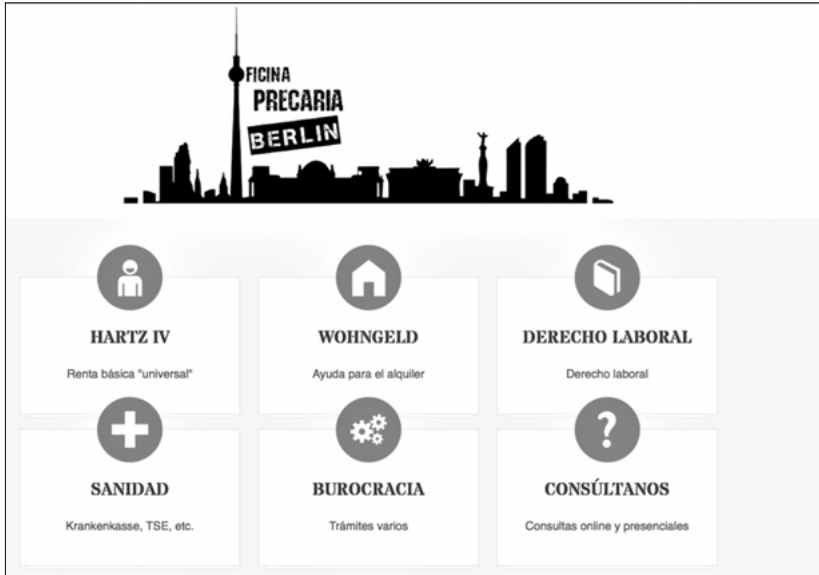 OFICINA
PRECARIA
BERLIN
HARTZ IV
Renta básica "universal"
WOHNGELD
Ayuda para el alquiler
DERECHO LABORAL
Derecho laboral
SANIDAD
Krankenkasse, TSE, etc.
BUROCRACIA
Trámites varios
CONSÚLTANOS
Consultas online y presenciales